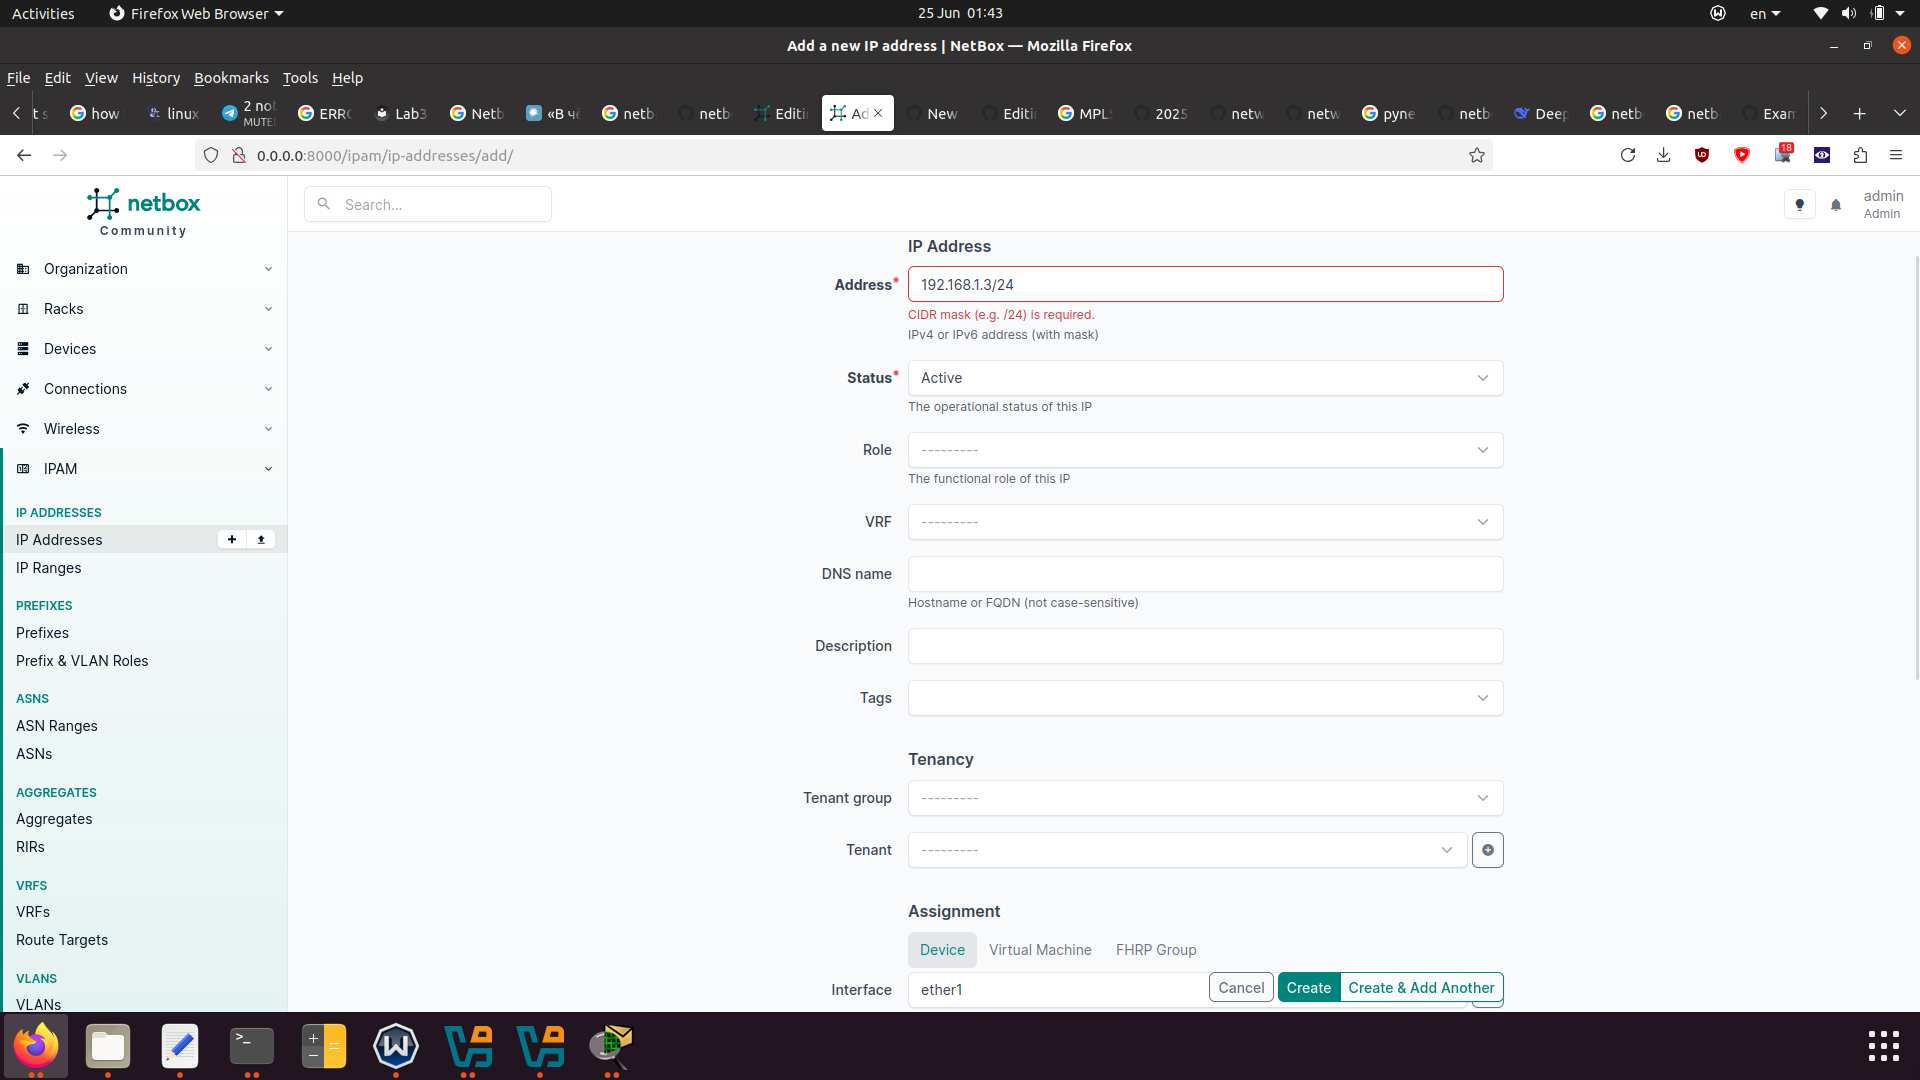 Activities
Firefox Web Browser
25 Jun 01:43
en
Add a new IP address | NetBox — Mozilla Firefox
File Edit View History Bookmarks Tools Help
t s
how
linux
2 not
MUTED
ERRO
Lab3
Netb
«В чё
netb
netb
Editi
Ad
New
Editi
MPLS
2025
netw
netw
pyne
netb
Deep
netb
netb
Exam
0.0.0.0:8000/ipam/ip-addresses/add/
18
netbox
Community
Search...
admin
Admin
Organization
Racks
Devices
Connections
Wireless
IPAM
IP ADDRESSES
IP Addresses
IP Ranges
PREFIXES
Prefixes
Prefix & VLAN Roles
ASNS
ASN Ranges
ASNs
AGGREGATES
Aggregates
RIRs
VRFS
VRFs
Route Targets
VLANS
VLANs
IP Address
Address* 192.168.1.3/24
CIDR mask (e.g. /24) is required.
IPv4 or IPv6 address (with mask)
Status* Active
The operational status of this IP
Role ---------
The functional role of this IP
VRF ---------
DNS name
Hostname or FQDN (not case-sensitive)
Description
Tags
Tenancy
Tenant group ---------
Tenant ---------
Assignment
Device Virtual Machine FHRP Group
Interface ether1
Cancel Create Create & Add Another